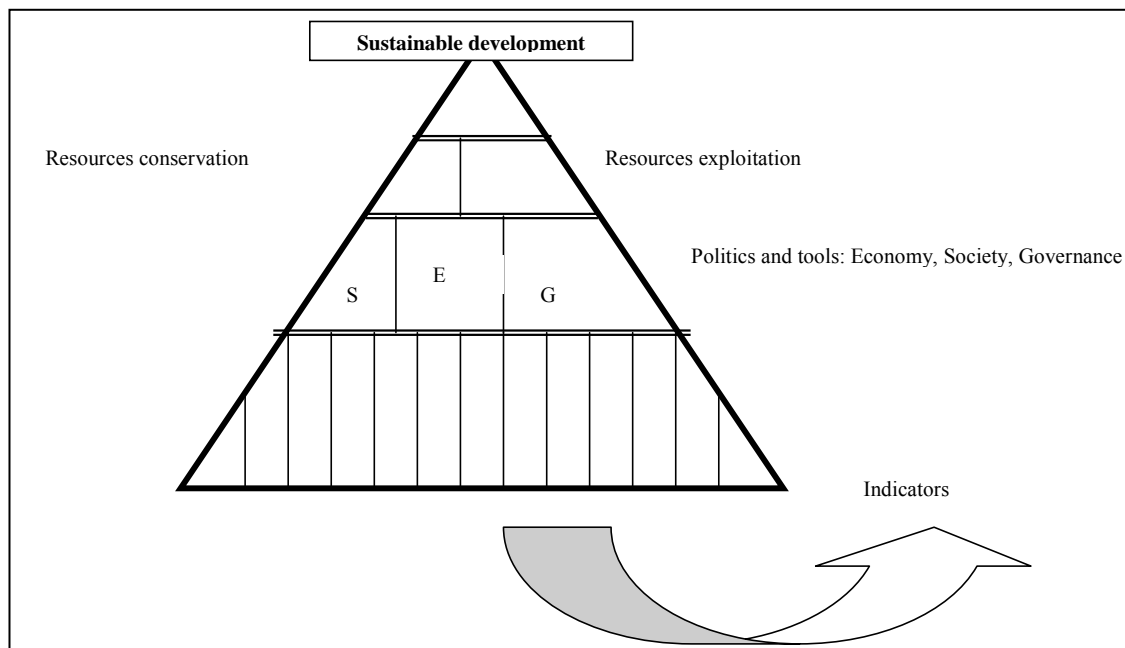 Sustainable development
Resources conservation
Resources exploitation
Politics and tools: Economy, Society, Governance
E
S
G
Indicators